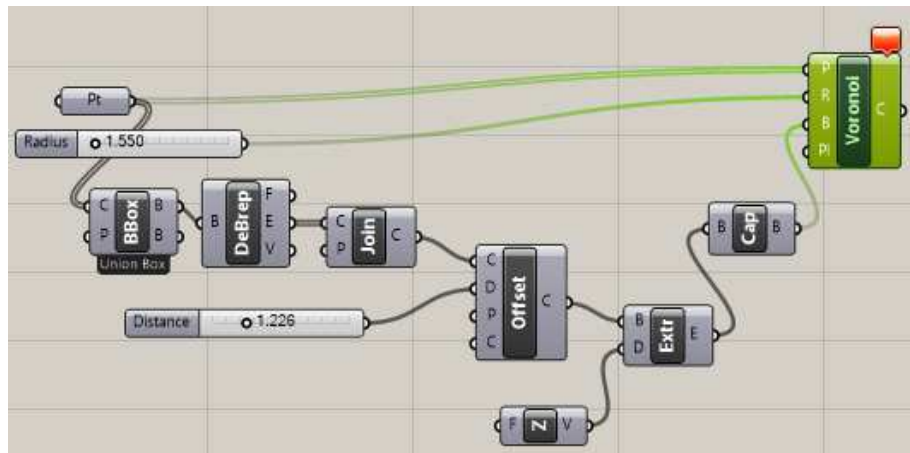 Pt
Radius 1.550
C P BBox B B
Union Box
B DeBrep F E V
C P Join C
Distance 1.226
C D P C Offset C
F Z V
B D Extr E
B Cap B
P R B Pl Voronoi C